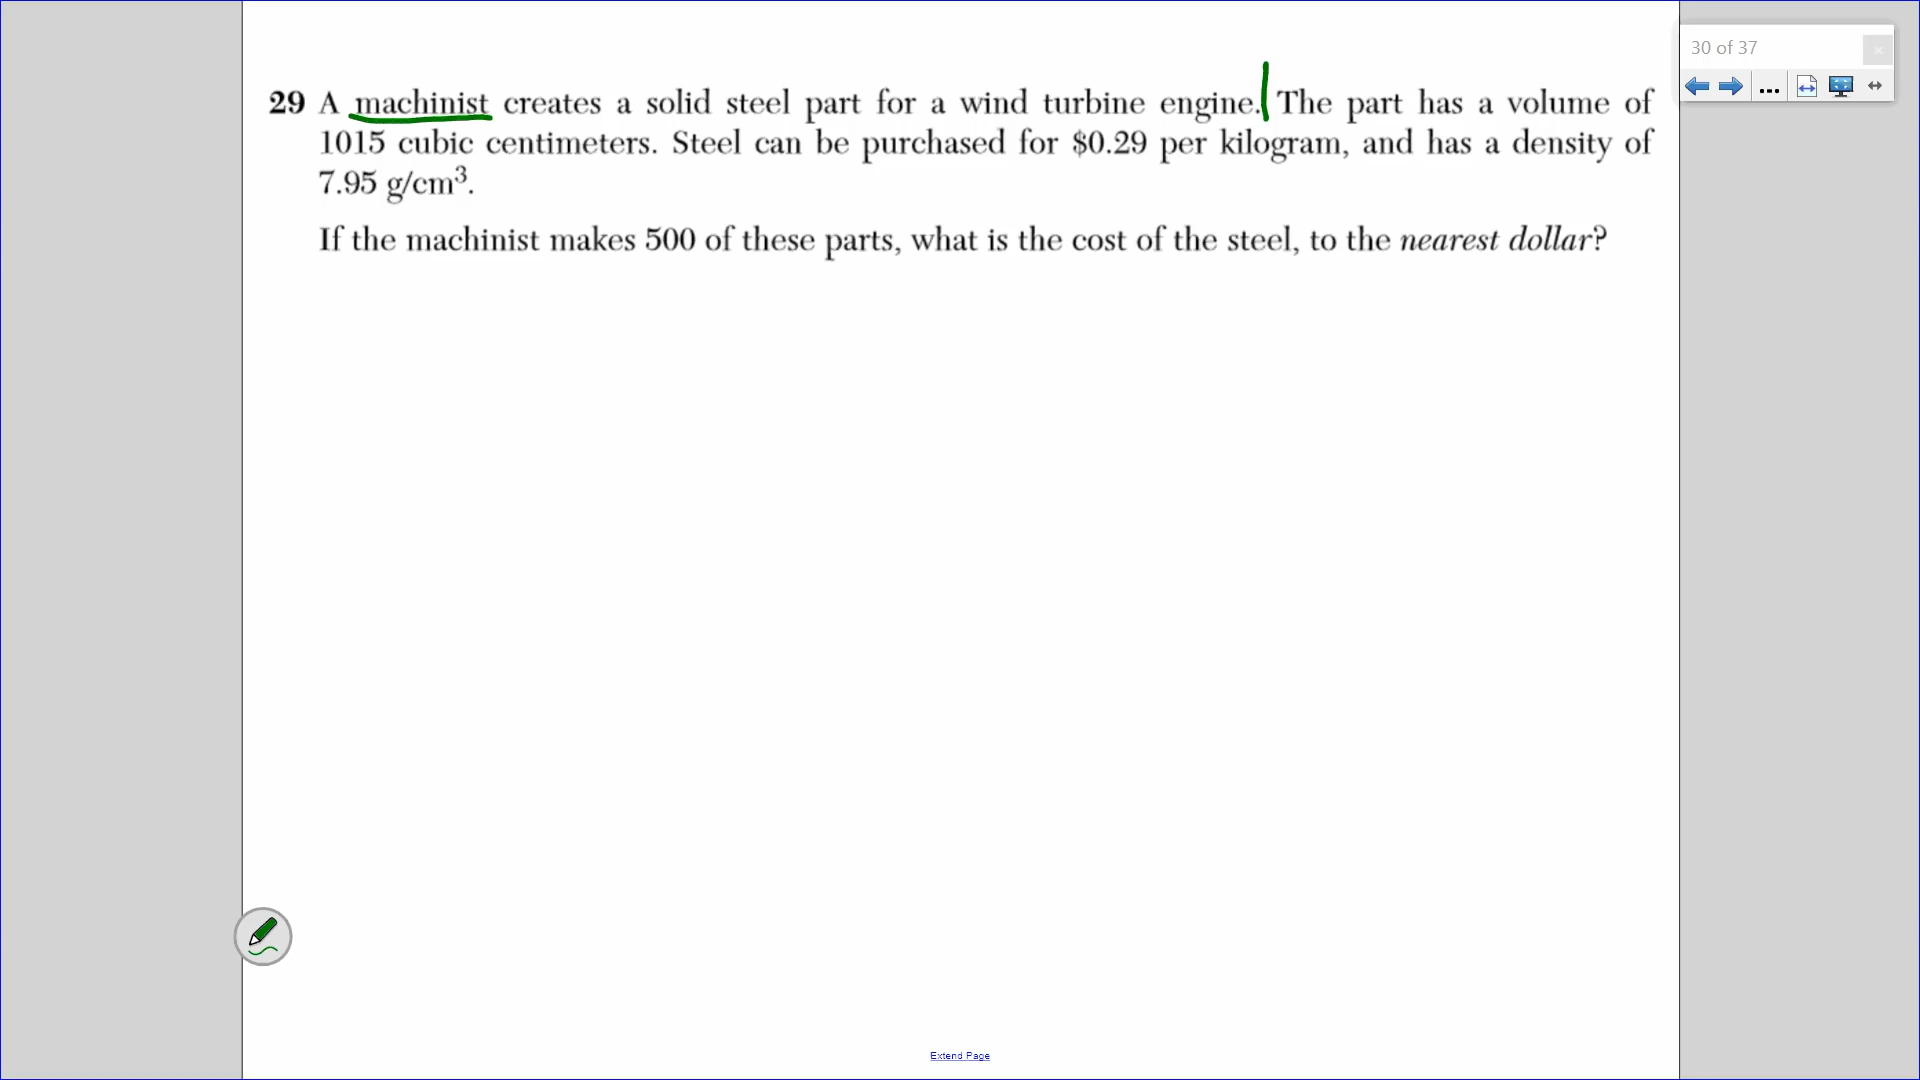 30 of 37
29 A machinist creates a solid steel part for a wind turbine engine. The part has a volume of
1015 cubic centimeters. Steel can be purchased for $0.29 per kilogram, and has a density of
7.95 g/cm³.
If the machinist makes 500 of these parts, what is the cost of the steel, to the nearest dollar?
Extend Page